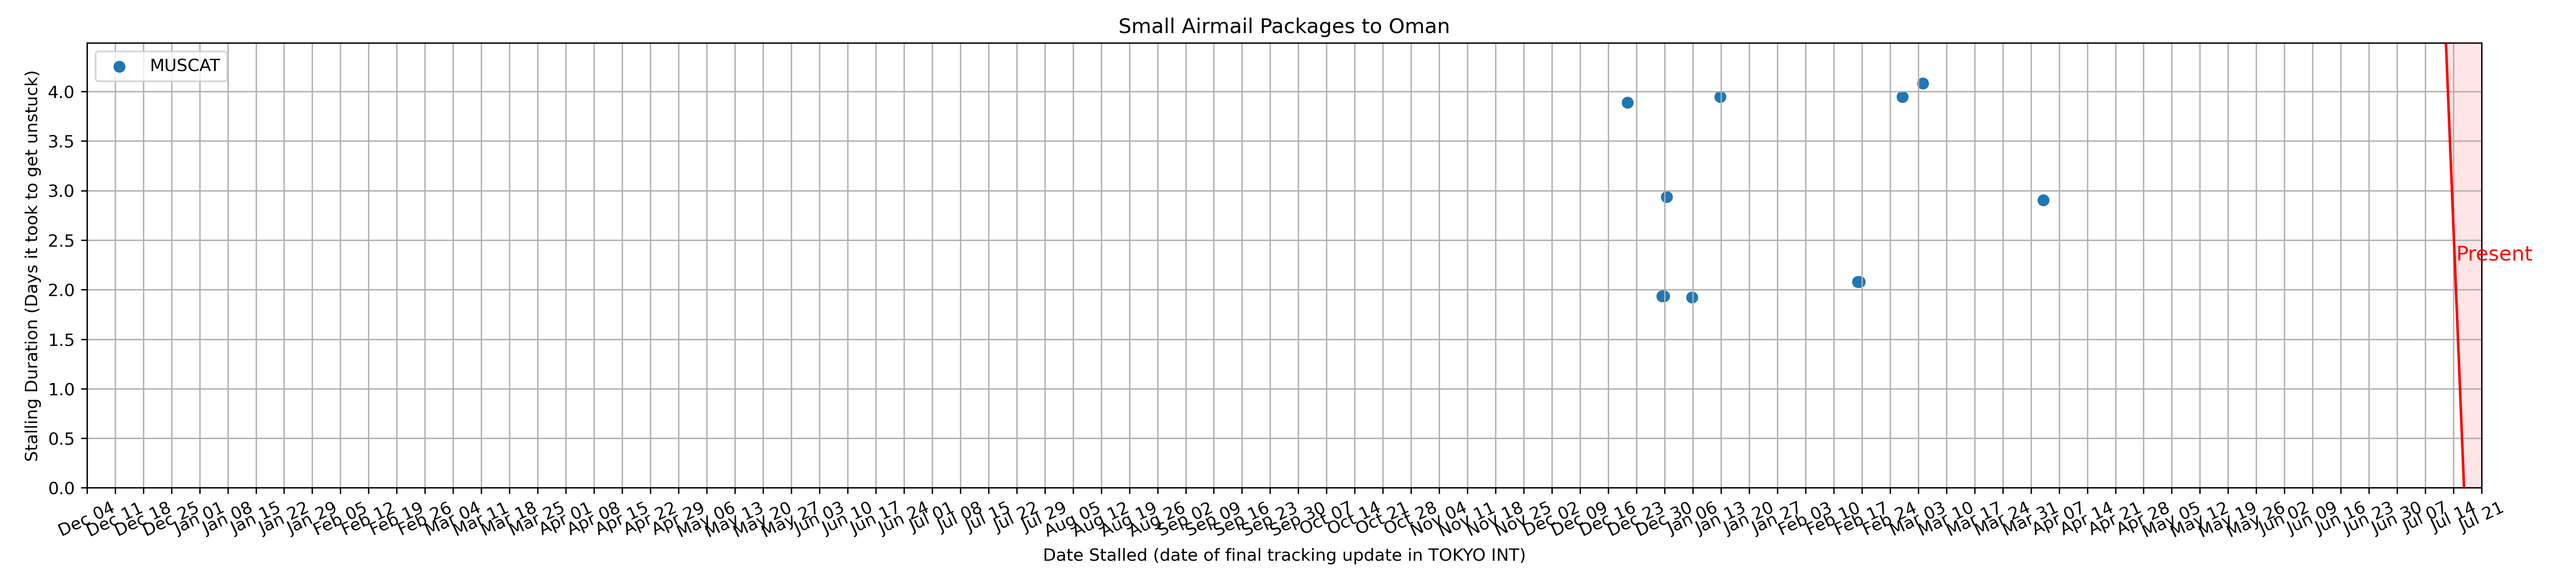 Small Airmail Packages to Oman
MUSCAT
Stalling Duration (Days it took to get unstuck)
4.0
3.5
3.0
2.5
2.0
1.5
1.0
0.5
0.0
Present
Dec 04
Dec 11
Dec 18
Dec 25
Jan 01
Jan 08
Jan 15
Jan 22
Jan 29
Feb 05
Feb 12
Feb 19
Feb 26
Mar 04
Mar 11
Mar 18
Mar 25
Apr 01
Apr 08
Apr 15
Apr 22
Apr 29
May 06
May 13
May 20
May 27
Jun 03
Jun 10
Jun 17
Jun 24
Jul 01
Jul 08
Jul 15
Jul 22
Jul 29
Aug 05
Aug 12
Aug 19
Aug 26
Sep 02
Sep 09
Sep 16
Sep 23
Sep 30
Oct 07
Oct 14
Oct 21
Oct 28
Nov 04
Nov 11
Nov 18
Nov 25
Dec 02
Dec 09
Dec 16
Dec 23
Dec 30
Jan 06
Jan 13
Jan 20
Jan 27
Feb 03
Feb 10
Feb 17
Feb 24
Mar 03
Mar 10
Mar 17
Mar 24
Mar 31
Apr 07
Apr 14
Apr 21
Apr 28
May 05
May 12
May 19
May 26
Jun 02
Jun 09
Jun 16
Jun 23
Jun 30
Jul 07
Jul 14
Jul 21
Date Stalled (date of final tracking update in TOKYO INT)